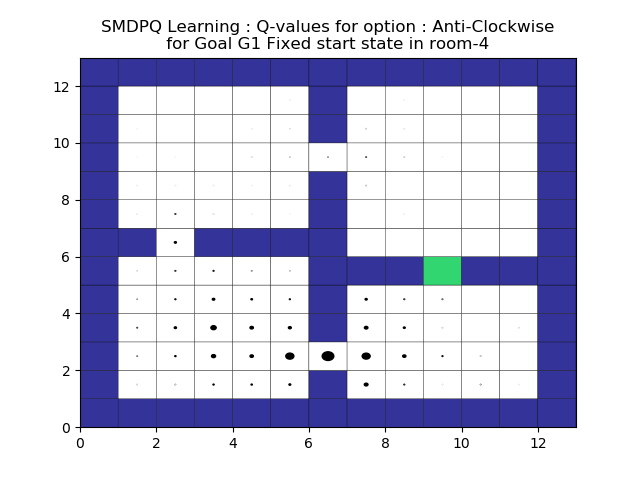 SMDPQ Learning : Q-values for option : Anti-Clockwise
for Goal G1 Fixed start state in room-4
12
10
8
6
4
2
0
0 2 4 6 8 10 12